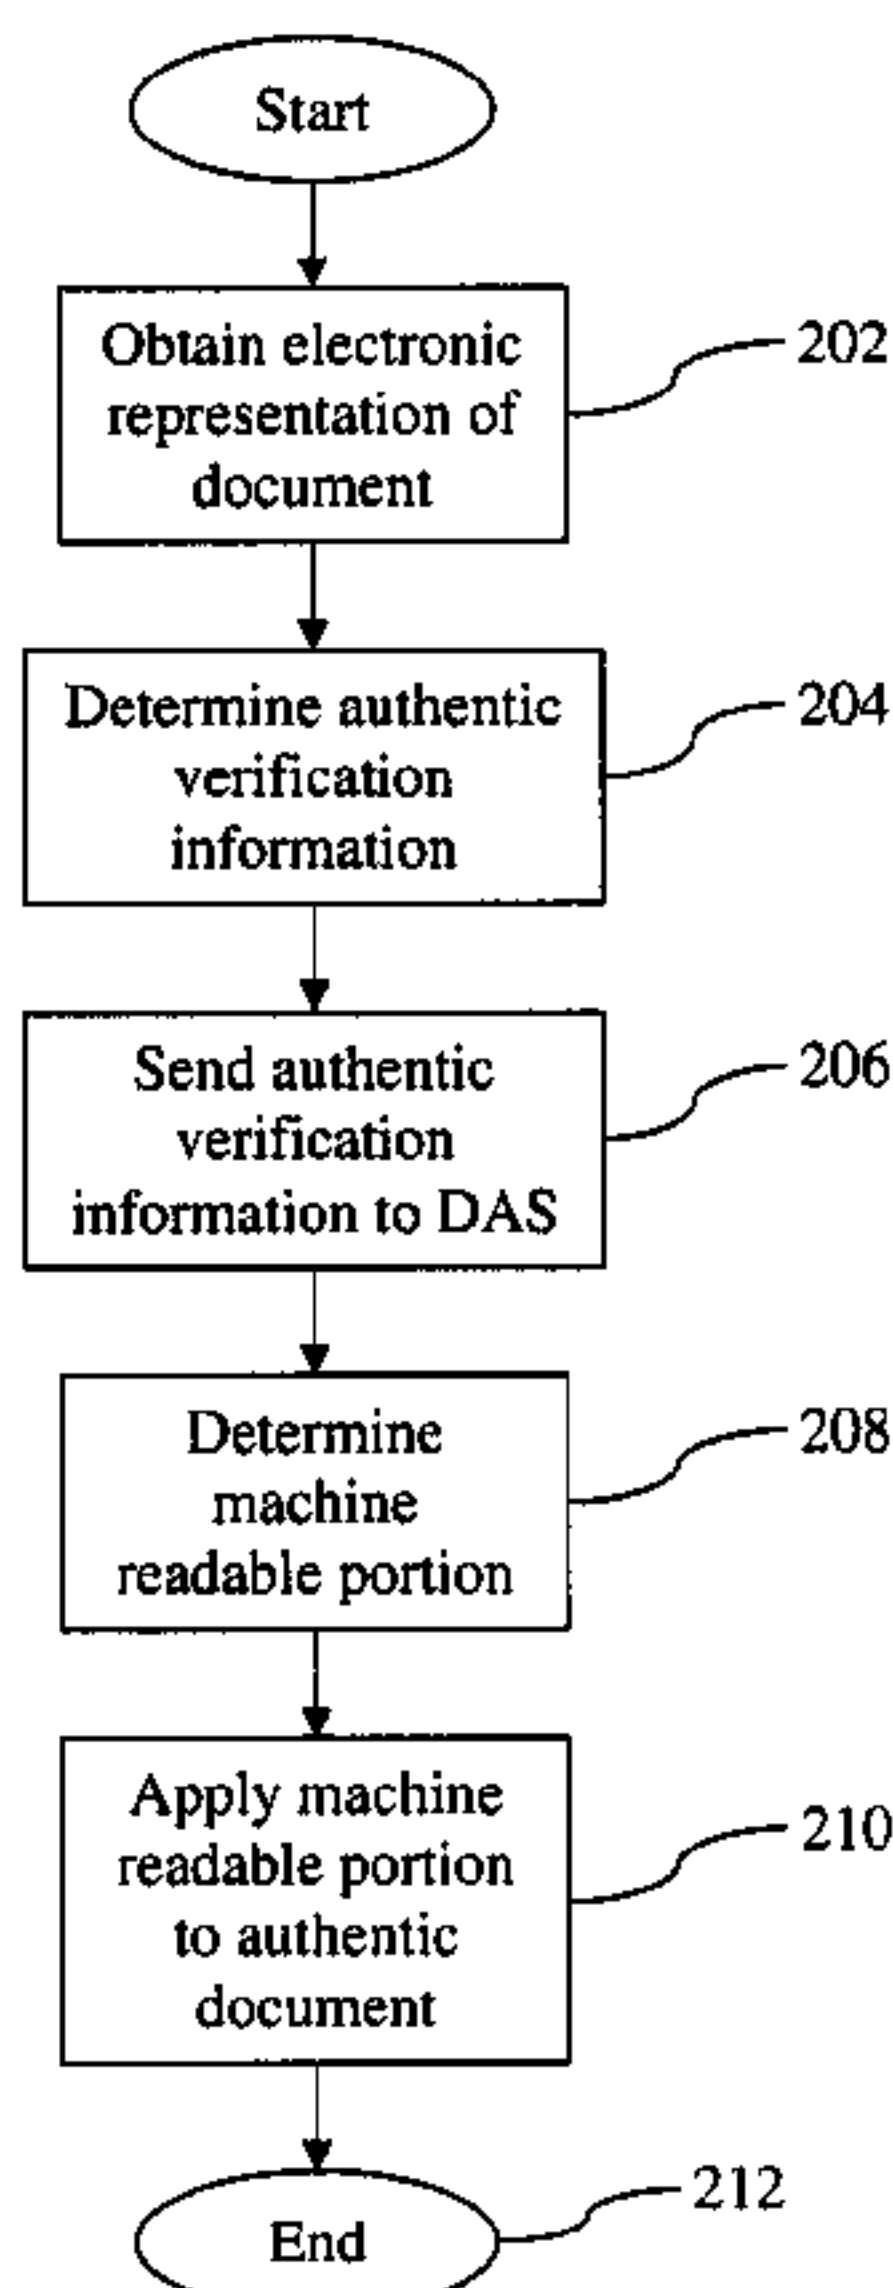 Start
Obtain electronic
representation of
document
202
Determine authentic
verification
information
204
Send authentic
verification
information to DAS
206
Determine
machine
readable portion
208
Apply machine
readable portion
to authentic
document
210
End
212